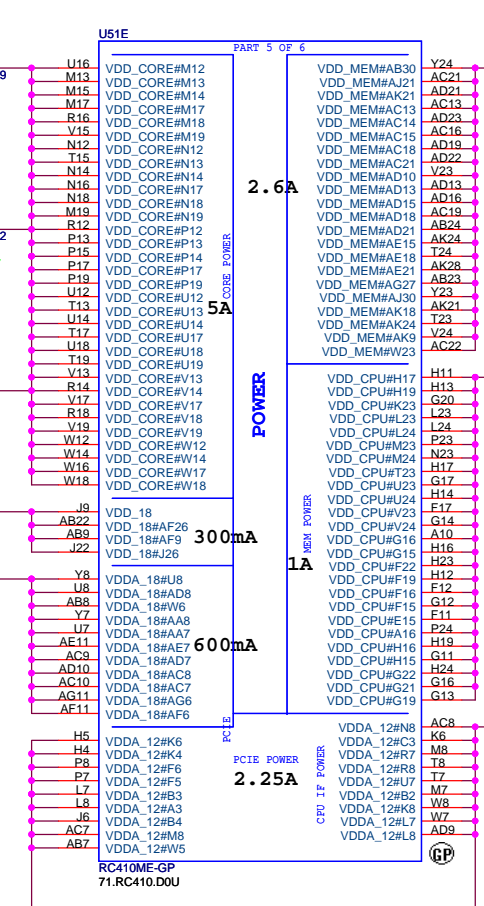 U51E
PART 5 OF 6
U16 VDD_CORE#M12
M13 VDD_CORE#M13
M15 VDD_CORE#M14
M17 VDD_CORE#M17
R16 VDD_CORE#M18
V15 VDD_CORE#M19
N12 VDD_CORE#N12
T15 VDD_CORE#N13
N14 VDD_CORE#N14
N16 VDD_CORE#N17
N18 VDD_CORE#N18
M19 VDD_CORE#N19
R12 VDD_CORE#P12
P13 VDD_CORE#P13
P15 VDD_CORE#P14
P17 VDD_CORE#P17
P19 VDD_CORE#P19
U12 VDD_CORE#U12
T13 VDD_CORE#U13
U14 VDD_CORE#U14
T17 VDD_CORE#U17
U18 VDD_CORE#U18
T19 VDD_CORE#U19
V13 VDD_CORE#V13
R14 VDD_CORE#V14
V17 VDD_CORE#V17
R18 VDD_CORE#V18
V19 VDD_CORE#V19
W12 VDD_CORE#W12
W14 VDD_CORE#W14
W16 VDD_CORE#W17
W18 VDD_CORE#W18
CORE POWER
5A
J9 VDD_18
AB22 VDD_18#AF26
AB9 VDD_18#AF9
J22 VDD_18#J26
300mA
Y8 VDDA_18#U8
U8 VDDA_18#AD8
AB8 VDDA_18#W6
Y7 VDDA_18#AA8
U7 VDDA_18#AA7
AE11 VDDA_18#AE7
AC9 VDDA_18#AD7
AD10 VDDA_18#AC8
AC10 VDDA_18#AC7
AG11 VDDA_18#AG6
AF11 VDDA_18#AF6
600mA
PCIE
H5 VDDA_12#K6
H4 VDDA_12#K4
P8 VDDA_12#F6
P7 VDDA_12#F5
L7 VDDA_12#B3
L8 VDDA_12#A3
J6 VDDA_12#B4
AC7 VDDA_12#M8
AB7 VDDA_12#W5
POWER
PCIE POWER
2.25A
2.6A
VDD_MEM#AB30 Y24
VDD_MEM#AJ21 AC21
VDD_MEM#AK21 AD21
VDD_MEM#AC13 AC13
VDD_MEM#AC14 AD23
VDD_MEM#AC15 AC16
VDD_MEM#AC18 AD19
VDD_MEM#AC21 AD22
VDD_MEM#AD10 V23
VDD_MEM#AD13 AD13
VDD_MEM#AD15 AD16
VDD_MEM#AD18 AC19
VDD_MEM#AD21 AB24
VDD_MEM#AE15 AK24
VDD_MEM#AE18 T24
VDD_MEM#AE21 AK28
VDD_MEM#AG27 AB23
VDD_MEM#AJ30 Y23
VDD_MEM#AK18 AK21
VDD_MEM#AK24 T23
VDD_MEM#AK9 V24
VDD_MEM#W23 AC22
VDD_CPU#H17 H11
VDD_CPU#H19 H13
VDD_CPU#K23 G20
VDD_CPU#L23 L23
VDD_CPU#L24 L24
VDD_CPU#M23 P23
VDD_CPU#M24 N23
VDD_CPU#T23 H17
VDD_CPU#U23 G17
VDD_CPU#U24 H14
VDD_CPU#V23 F17
VDD_CPU#V24 G14
VDD_CPU#G16 A10
VDD_CPU#G15 H16
VDD_CPU#F22 H23
VDD_CPU#F19 H12
VDD_CPU#F16 F12
VDD_CPU#F15 G12
VDD_CPU#E15 F11
VDD_CPU#A16 P24
VDD_CPU#H16 H19
VDD_CPU#H15 G11
VDD_CPU#G22 H24
VDD_CPU#G21 G16
VDD_CPU#G19 G13
MEM POWER
1A
VDDA_12#N8 AC8
VDDA_12#C3 K6
VDDA_12#R7 M8
VDDA_12#R8 T8
VDDA_12#U7 T7
VDDA_12#B2 M7
VDDA_12#K8 W8
VDDA_12#L7 W7
VDDA_12#L8 AD9
CPU IF POWER
GP
RC410ME-GP
71.RC410.D0U
9
2